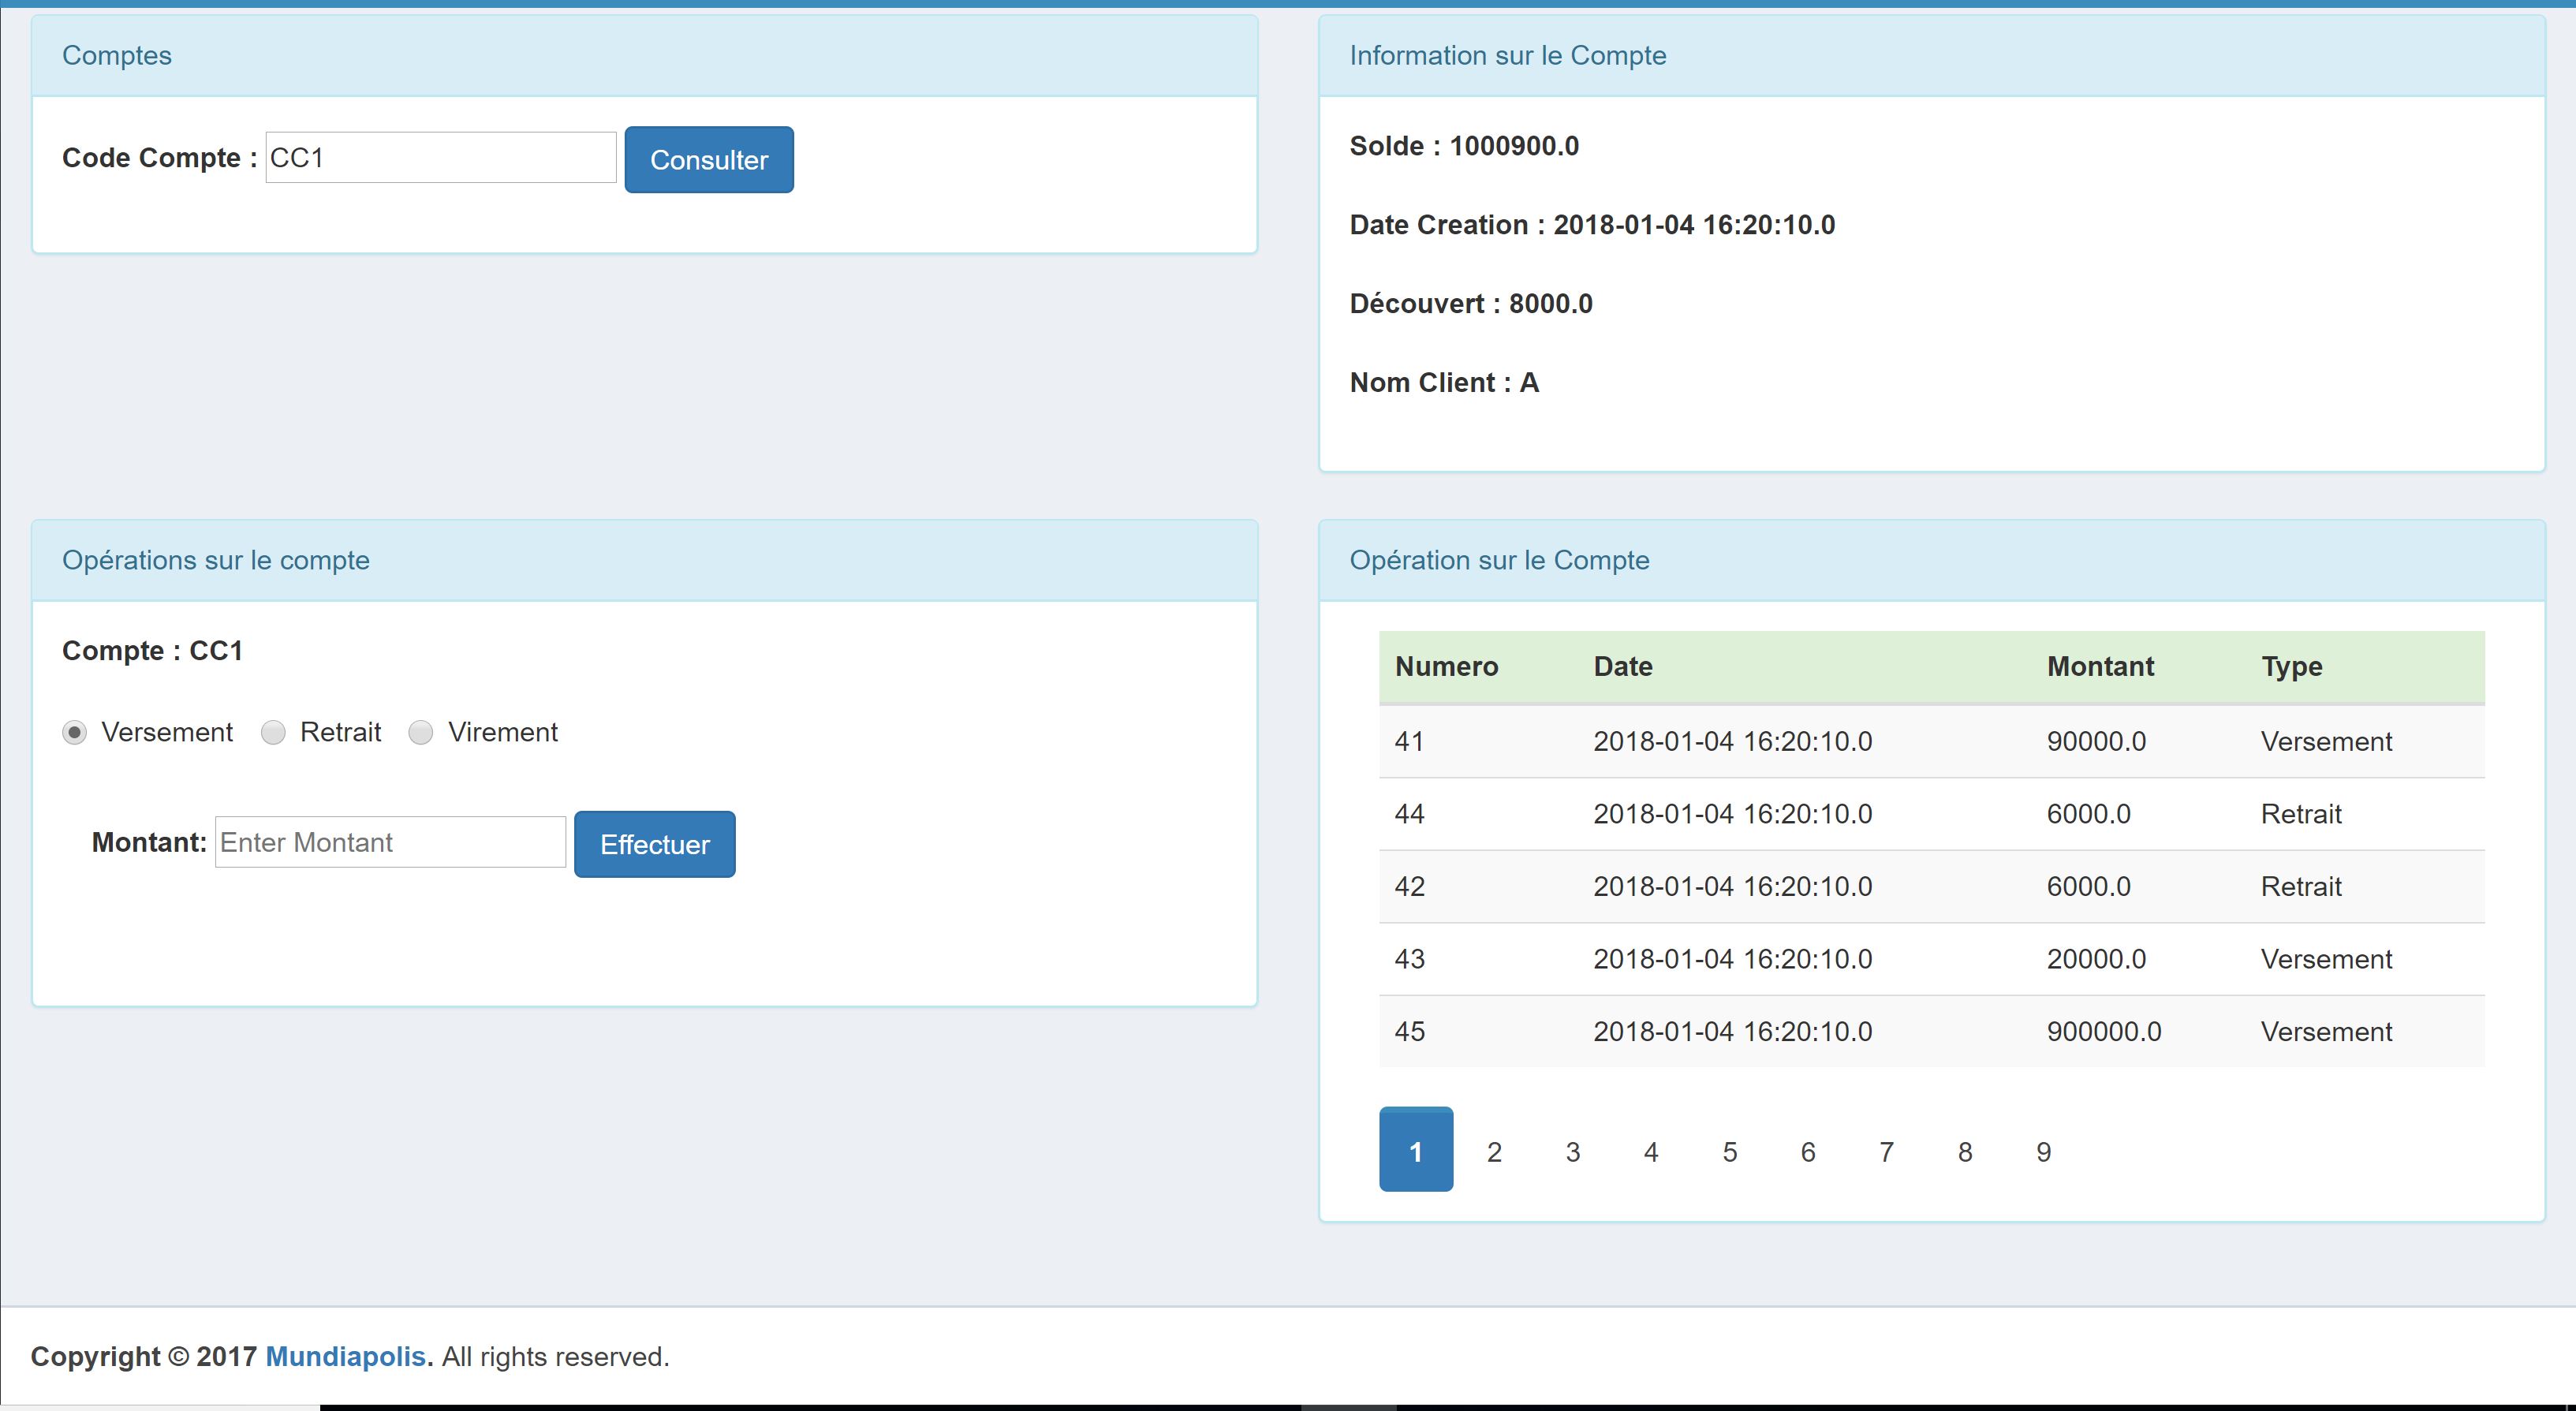 Comptes
Code Compte : CC1 Consulter
Information sur le Compte
Solde : 1000900.0
Date Creation : 2018-01-04 16:20:10.0
Découvert : 8000.0
Nom Client : A
Opérations sur le compte
Compte : CC1
Versement Retrait Virement
Montant: Enter Montant Effectuer
Opération sur le Compte
Numero Date Montant Type
41 2018-01-04 16:20:10.0 90000.0 Versement
44 2018-01-04 16:20:10.0 6000.0 Retrait
42 2018-01-04 16:20:10.0 6000.0 Retrait
43 2018-01-04 16:20:10.0 20000.0 Versement
45 2018-01-04 16:20:10.0 900000.0 Versement
1 2 3 4 5 6 7 8 9
Copyright © 2017 Mundiapolis. All rights reserved.